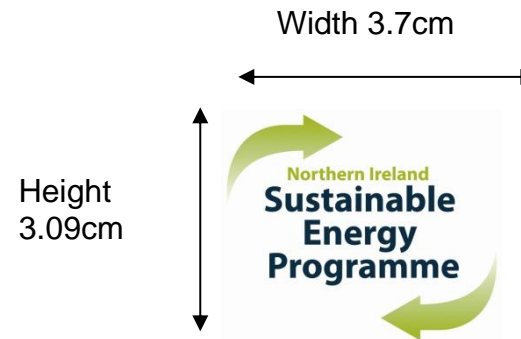 Width 3.7cm
Height
3.09cm
Northern Ireland
Sustainable
Energy
Programme